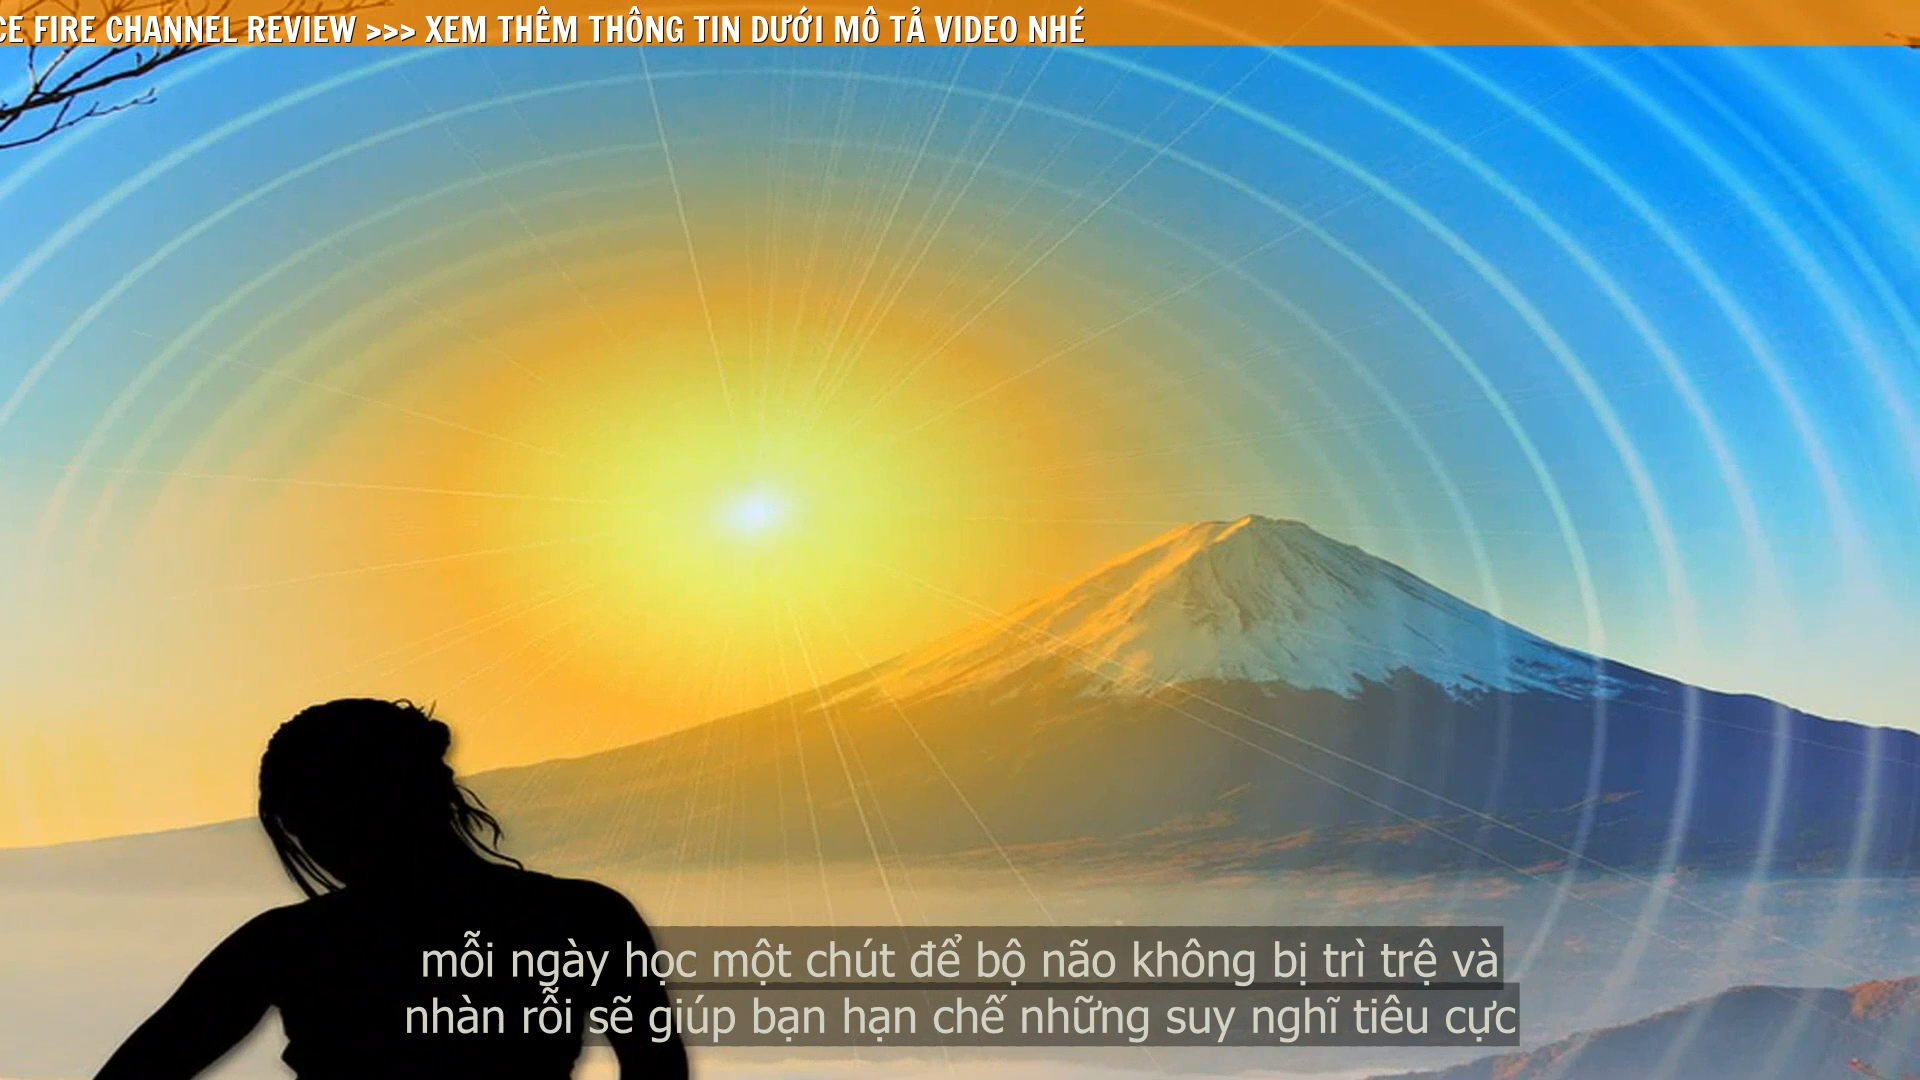 FIRE CHANNEL REVIEW >>> XEM THÊM THÔNG TIN DƯỚI MÔ TẢ VIDEO NHÉ
mỗi ngày học một chút để bộ não không bị trì trệ và
nhàn rỗi sẽ giúp bạn hạn chế những suy nghĩ tiêu cực